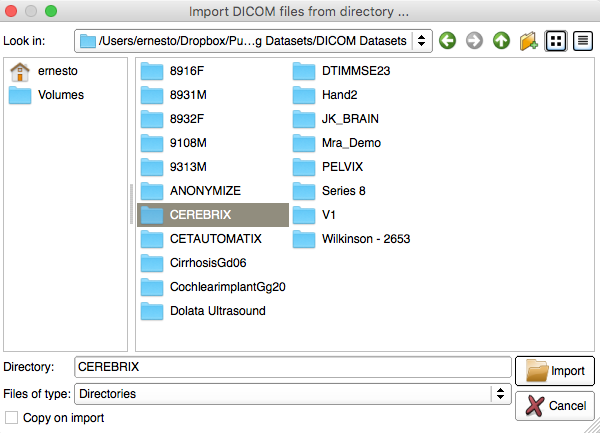 Import DICOM files from directory ...
Look in: /Users/ernesto/Dropbox/Pu...g Datasets/DICOM Datasets
ernesto
Volumes
8916F
8931M
8932F
9108M
9313M
ANONYMIZE
CEREBRIX
CETAUTOMATIX
CirrhosisGd06
CochlearimplantGg20
Dolata Ultrasound
DTIMMSE23
Hand2
JK_BRAIN
Mra_Demo
PELVIX
Series 8
V1
Wilkinson - 2653
Directory: CEREBRIX
Import
Files of type: Directories
Cancel
Copy on import